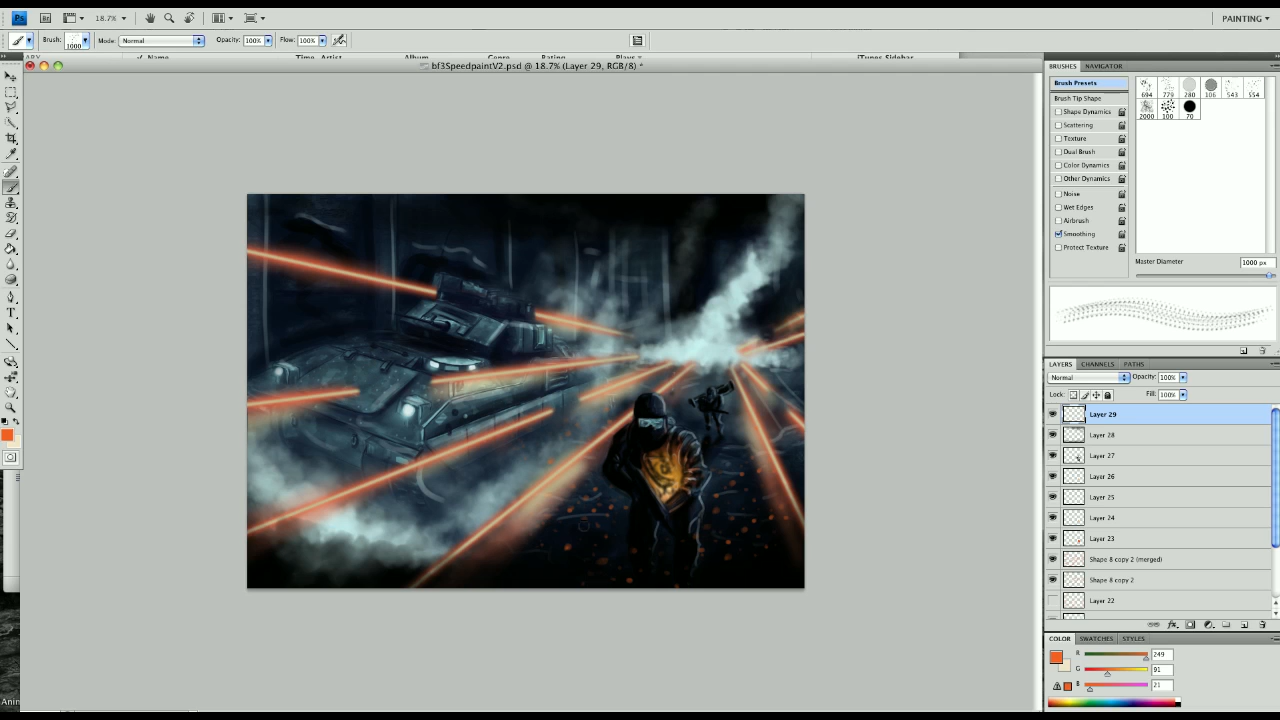 Ps Br 18.7% PAINTING
Brush: 1000 Mode: Normal Opacity: 100% Flow: 100%
ARY Name Time Artist Album Genre Rating Plays iTunes Sidebar
bf3SpeedpaintV2.psd @ 18.7% (Layer 29, RGB/8) *
BRUSHES NAVIGATOR
Brush Presets
Brush Tip Shape
Shape Dynamics
Scattering
Texture
Dual Brush
Color Dynamics
Other Dynamics
Noise
Wet Edges
Airbrush
Smoothing
Protect Texture
694 779 280 106 543 554
2000 100 70
Master Diameter 1000 px
LAYERS CHANNELS PATHS
Normal Opacity: 100%
Lock: Fill: 100%
Layer 29
Layer 28
Layer 27
Layer 26
Layer 25
Layer 24
Layer 23
Shape 8 copy 2 (merged)
Shape 8 copy 2
Layer 22
COLOR SWATCHES STYLES
R 249
G 91
B 21
Anin